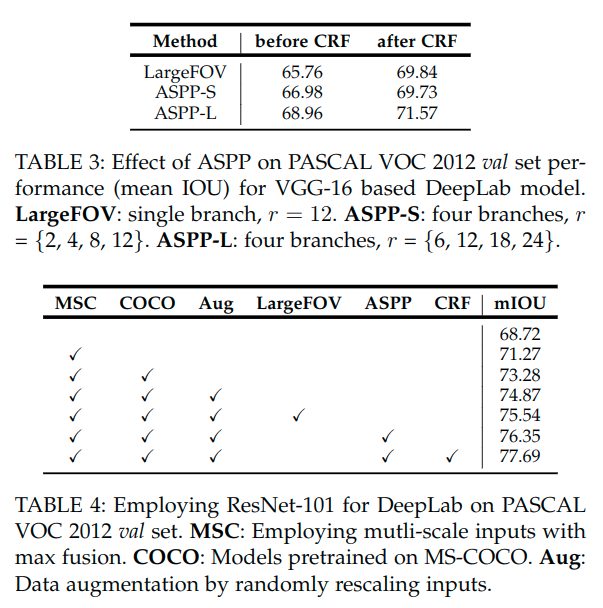 Method before CRF after CRF
LargeFOV 65.76 69.84
ASPP-S 66.98 69.73
ASPP-L 68.96 71.57
TABLE 3: Effect of ASPP on PASCAL VOC 2012 val set per-
formance (mean IOU) for VGG-16 based DeepLab model.
LargeFOV: single branch, r = 12. ASPP-S: four branches, r
= {2, 4, 8, 12}. ASPP-L: four branches, r = {6, 12, 18, 24}.
MSC COCO Aug LargeFOV ASPP CRF mIOU
68.72
✓ 71.27
✓ ✓ 73.28
✓ ✓ ✓ 74.87
✓ ✓ ✓ ✓ 75.54
✓ ✓ ✓ ✓ 76.35
✓ ✓ ✓ ✓ ✓ 77.69
TABLE 4: Employing ResNet-101 for DeepLab on PASCAL
VOC 2012 val set. MSC: Employing mutli-scale inputs with
max fusion. COCO: Models pretrained on MS-COCO. Aug:
Data augmentation by randomly rescaling inputs.